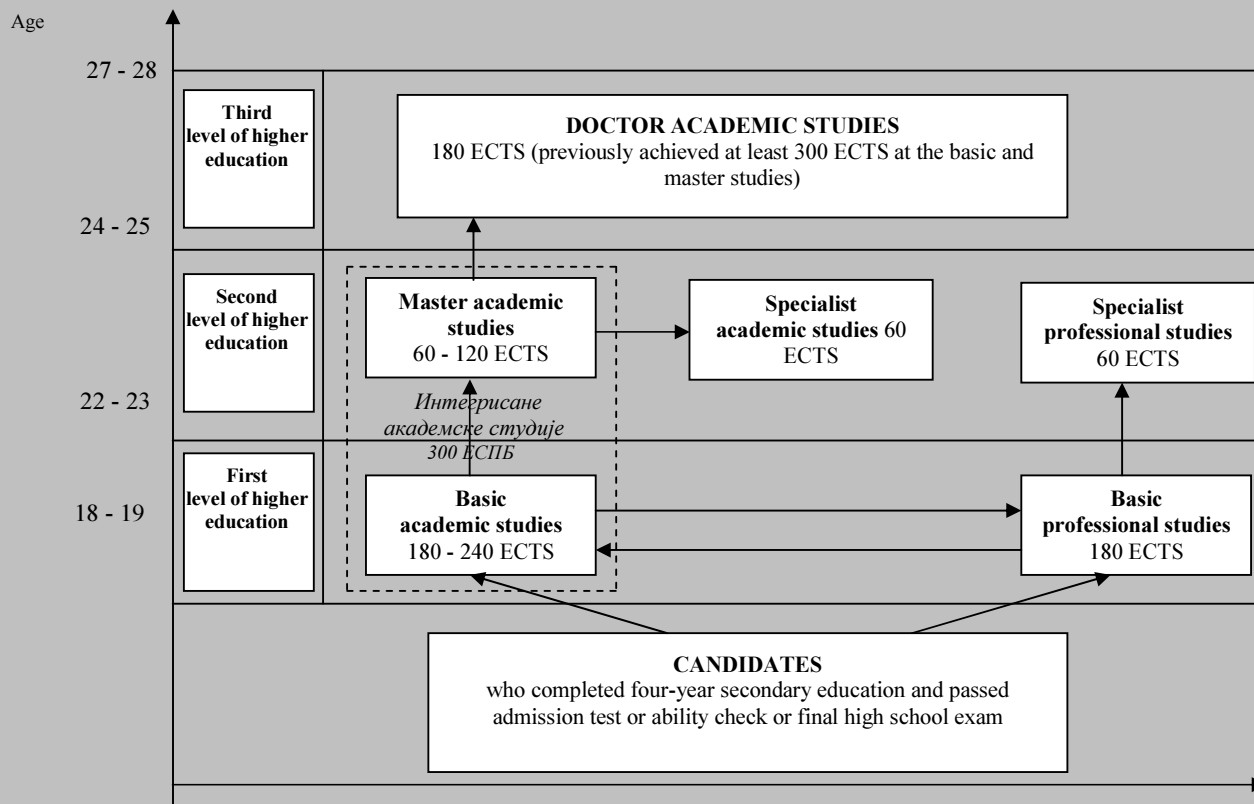 Age
27 - 28
Third
level of higher
education
DOCTOR ACADEMIC STUDIES
180 ECTS (previously achieved at least 300 ECTS at the basic and
master studies)
24 - 25
Second
level of higher
education
Master academic
studies
60 - 120 ECTS
Specialist
academic studies 60
ECTS
Specialist
professional studies
60 ECTS
22 - 23
Интегрисане
академске студије
300 ЕСПБ
First
level of higher
education
18 - 19
Basic
academic studies
180 - 240 ECTS
Basic
professional studies
180 ECTS
CANDIDATES
who completed four-year secondary education and passed
admission test or ability check or final high school exam